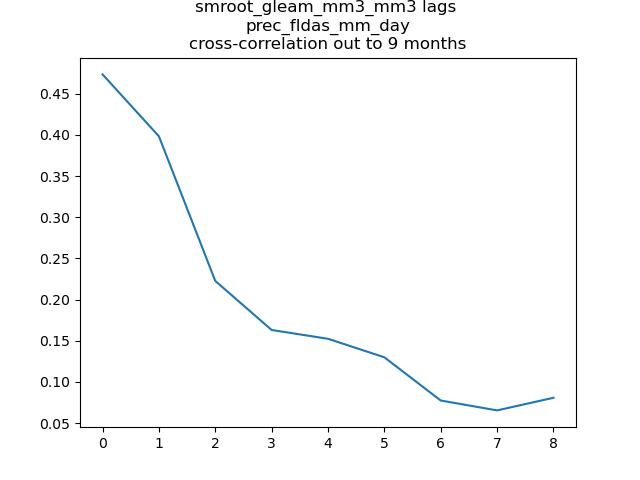 smroot_gleam_mm3_mm3 lags
prec_fldas_mm_day
cross-correlation out to 9 months
0.45
0.40
0.35
0.30
0.25
0.20
0.15
0.10
0.05
0 1 2 3 4 5 6 7 8